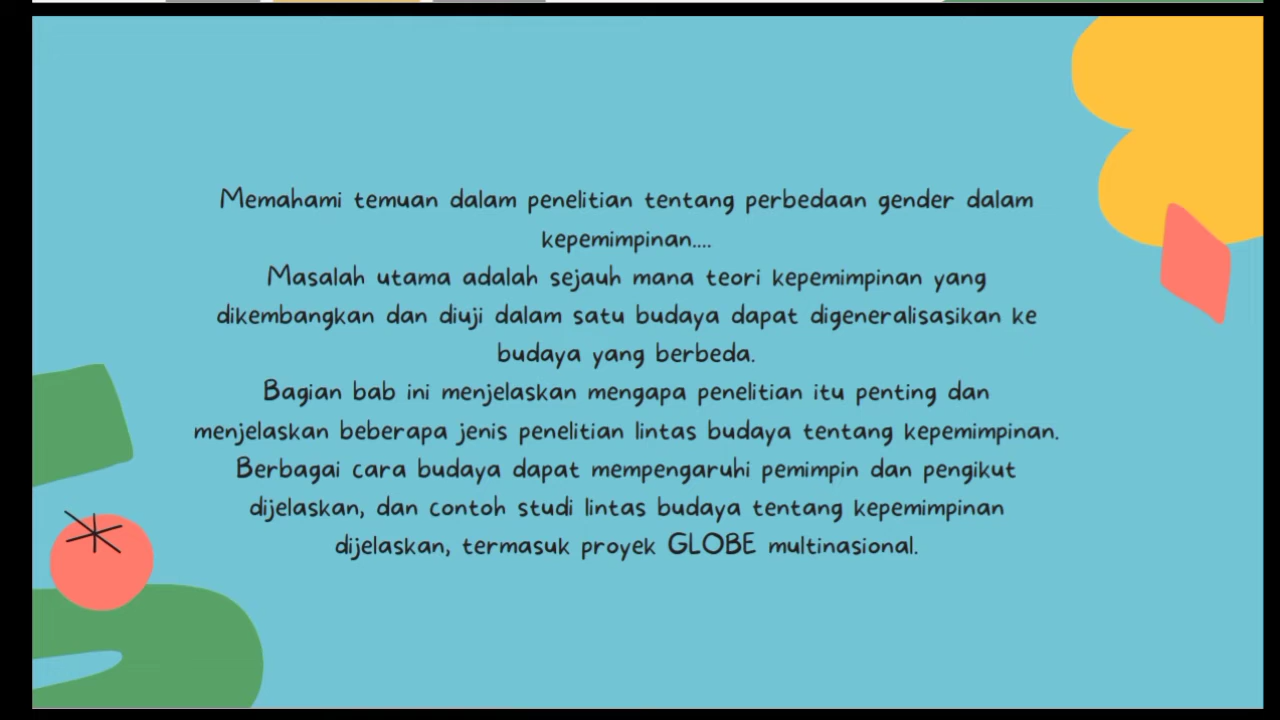 Memahami temuan dalam penelitian tentang perbedaan gender dalam
kepemimpinan....
Masalah utama adalah sejauh mana teori kepemimpinan yang
dikembangkan dan diuji dalam satu budaya dapat digeneralisasikan ke
budaya yang berbeda.
Bagian bab ini menjelaskan mengapa penelitian itu penting dan
menjelaskan beberapa jenis penelitian lintas budaya tentang kepemimpinan.
Berbagai cara budaya dapat mempengaruhi pemimpin dan pengikut
dijelaskan, dan contoh studi lintas budaya tentang kepemimpinan
dijelaskan, termasuk proyek GLOBE multinasional.